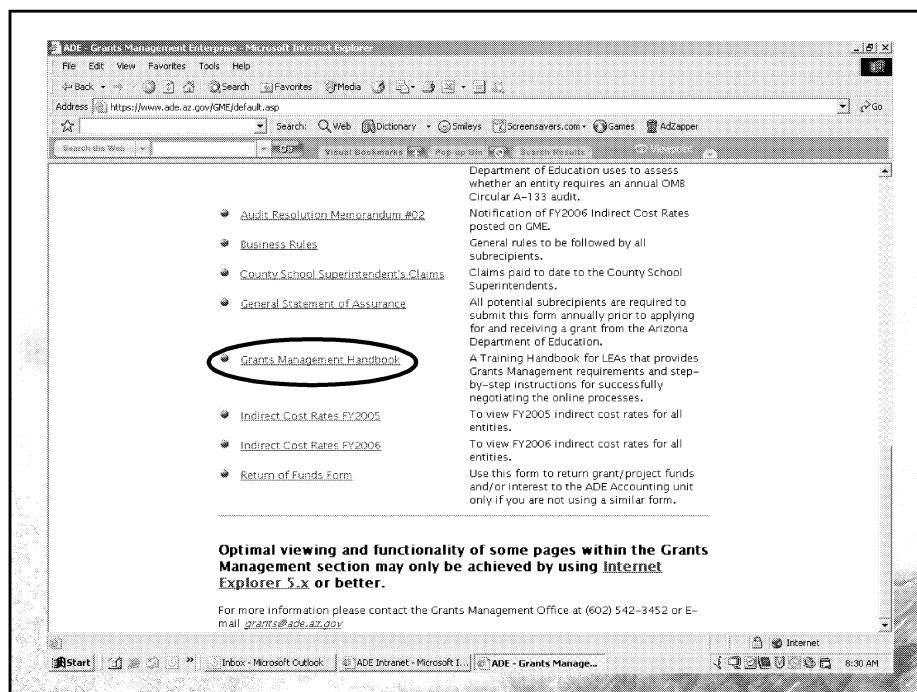 ADE - Grants Management Enterprise - Microsoft Internet Explorer
File Edit View Favorites Tools Help
Back Search Favorites Media
Address https://www.ade.az.gov/GME/default.asp Go
Search: Web Dictionary Smileys Screensavers.com Games AdZapper
Search the Web Go Visual Bookmarks Pop-up Bin Search Results Viewpoint
Department of Education uses to assess
whether an entity requires an annual OMB
Circular A-133 audit.
Audit Resolution Memorandum #02 Notification of FY2006 Indirect Cost Rates
posted on GME.
Business Rules General rules to be followed by all
subrecipients.
County School Superintendent's Claims Claims paid to date to the County School
Superintendents.
General Statement of Assurance All potential subrecipients are required to
submit this form annually prior to applying
for and receiving a grant from the Arizona
Department of Education.
Grants Management Handbook A Training Handbook for LEAs that provides
Grants Management requirements and step-
by-step instructions for successfully
negotiating the online processes.
Indirect Cost Rates FY2005 To view FY2005 indirect cost rates for all
entities.
Indirect Cost Rates FY2006 To view FY2006 indirect cost rates for all
entities.
Return of Funds Form Use this form to return grant/project funds
and/or interest to the ADE Accounting unit
only if you are not using a similar form.
Optimal viewing and functionality of some pages within the Grants
Management section may only be achieved by using Internet
Explorer 5.x or better.
For more information please contact the Grants Management Office at (602) 542-3452 or E-
mail grants@ade.az.gov
Internet
Start » Inbox - Microsoft Outlook ADE Intranet - Microsoft I... ADE - Grants Manage... 8:30 AM